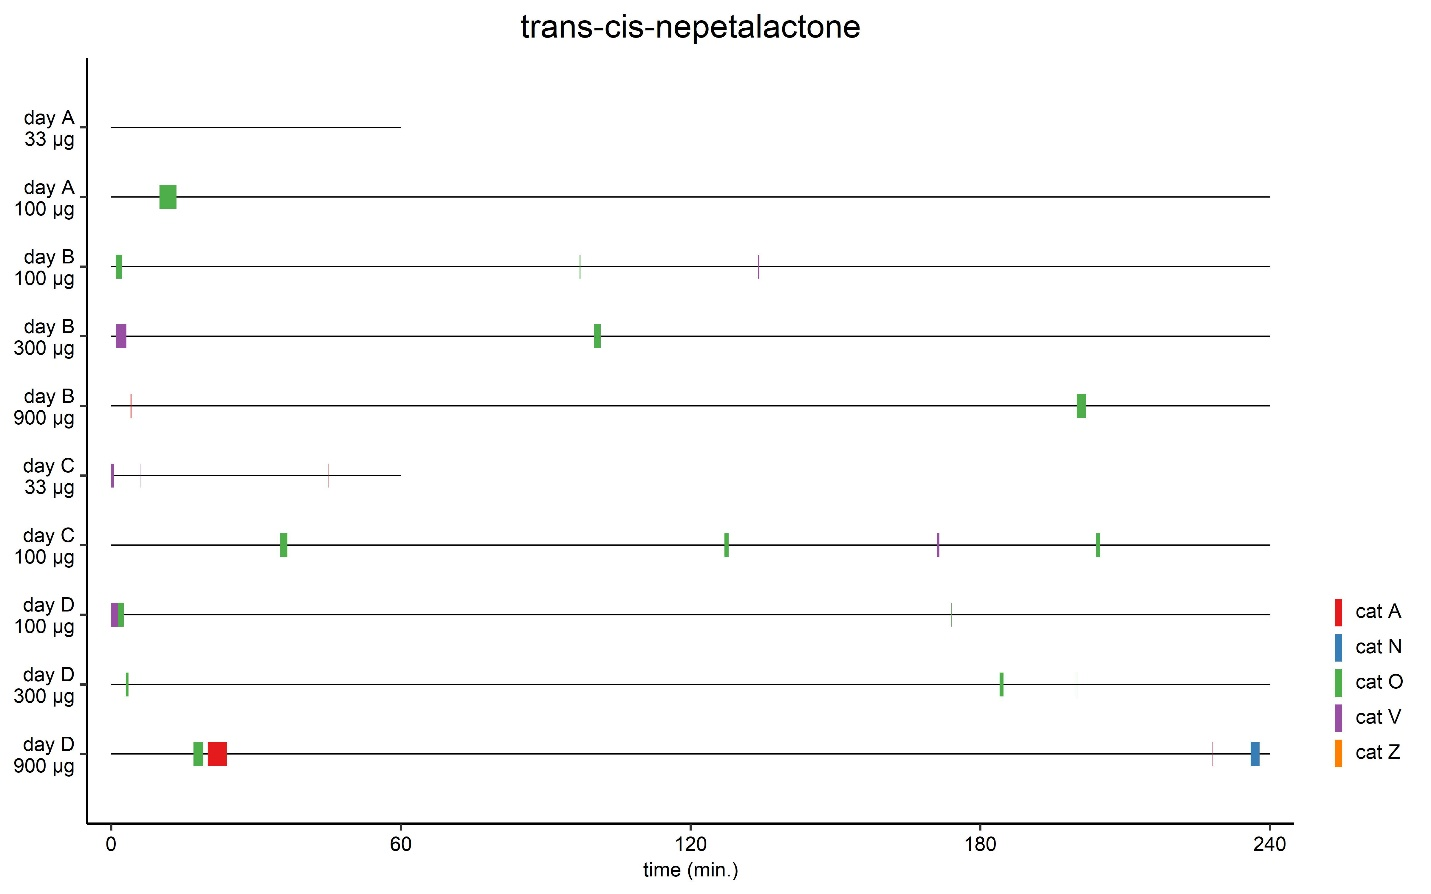 trans-cis-nepetalactone
day A
33 µg
day A
100 µg
day B
100 µg
day B
300 µg
day B
900 µg
day C
33 µg
day C
100 µg
day D
100 µg
day D
300 µg
day D
900 µg
cat A
cat N
cat O
cat V
cat Z
0 60 120 180 240
time (min.)